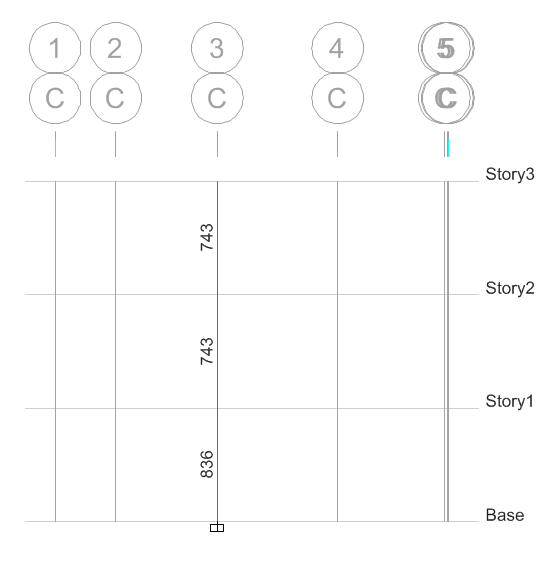 1 2 3 4 5
C C C C C
Story3
743
Story2
743
Story1
836
Base